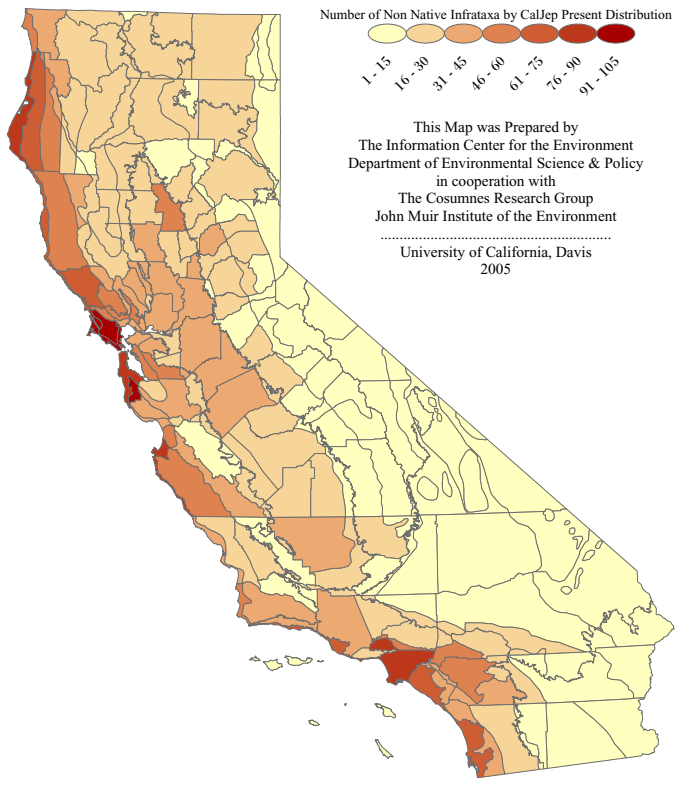 Number of Non Native Infrataxa by CalJep Present Distribution
1 - 15
16 - 30
31 - 45
46 - 60
61 - 75
76 - 90
91 - 105
This Map was Prepared by
The Information Center for the Environment
Department of Environmental Science & Policy
in cooperation with
The Cosumnes Research Group
John Muir Institute of the Environment
.............................................................
University of California, Davis
2005